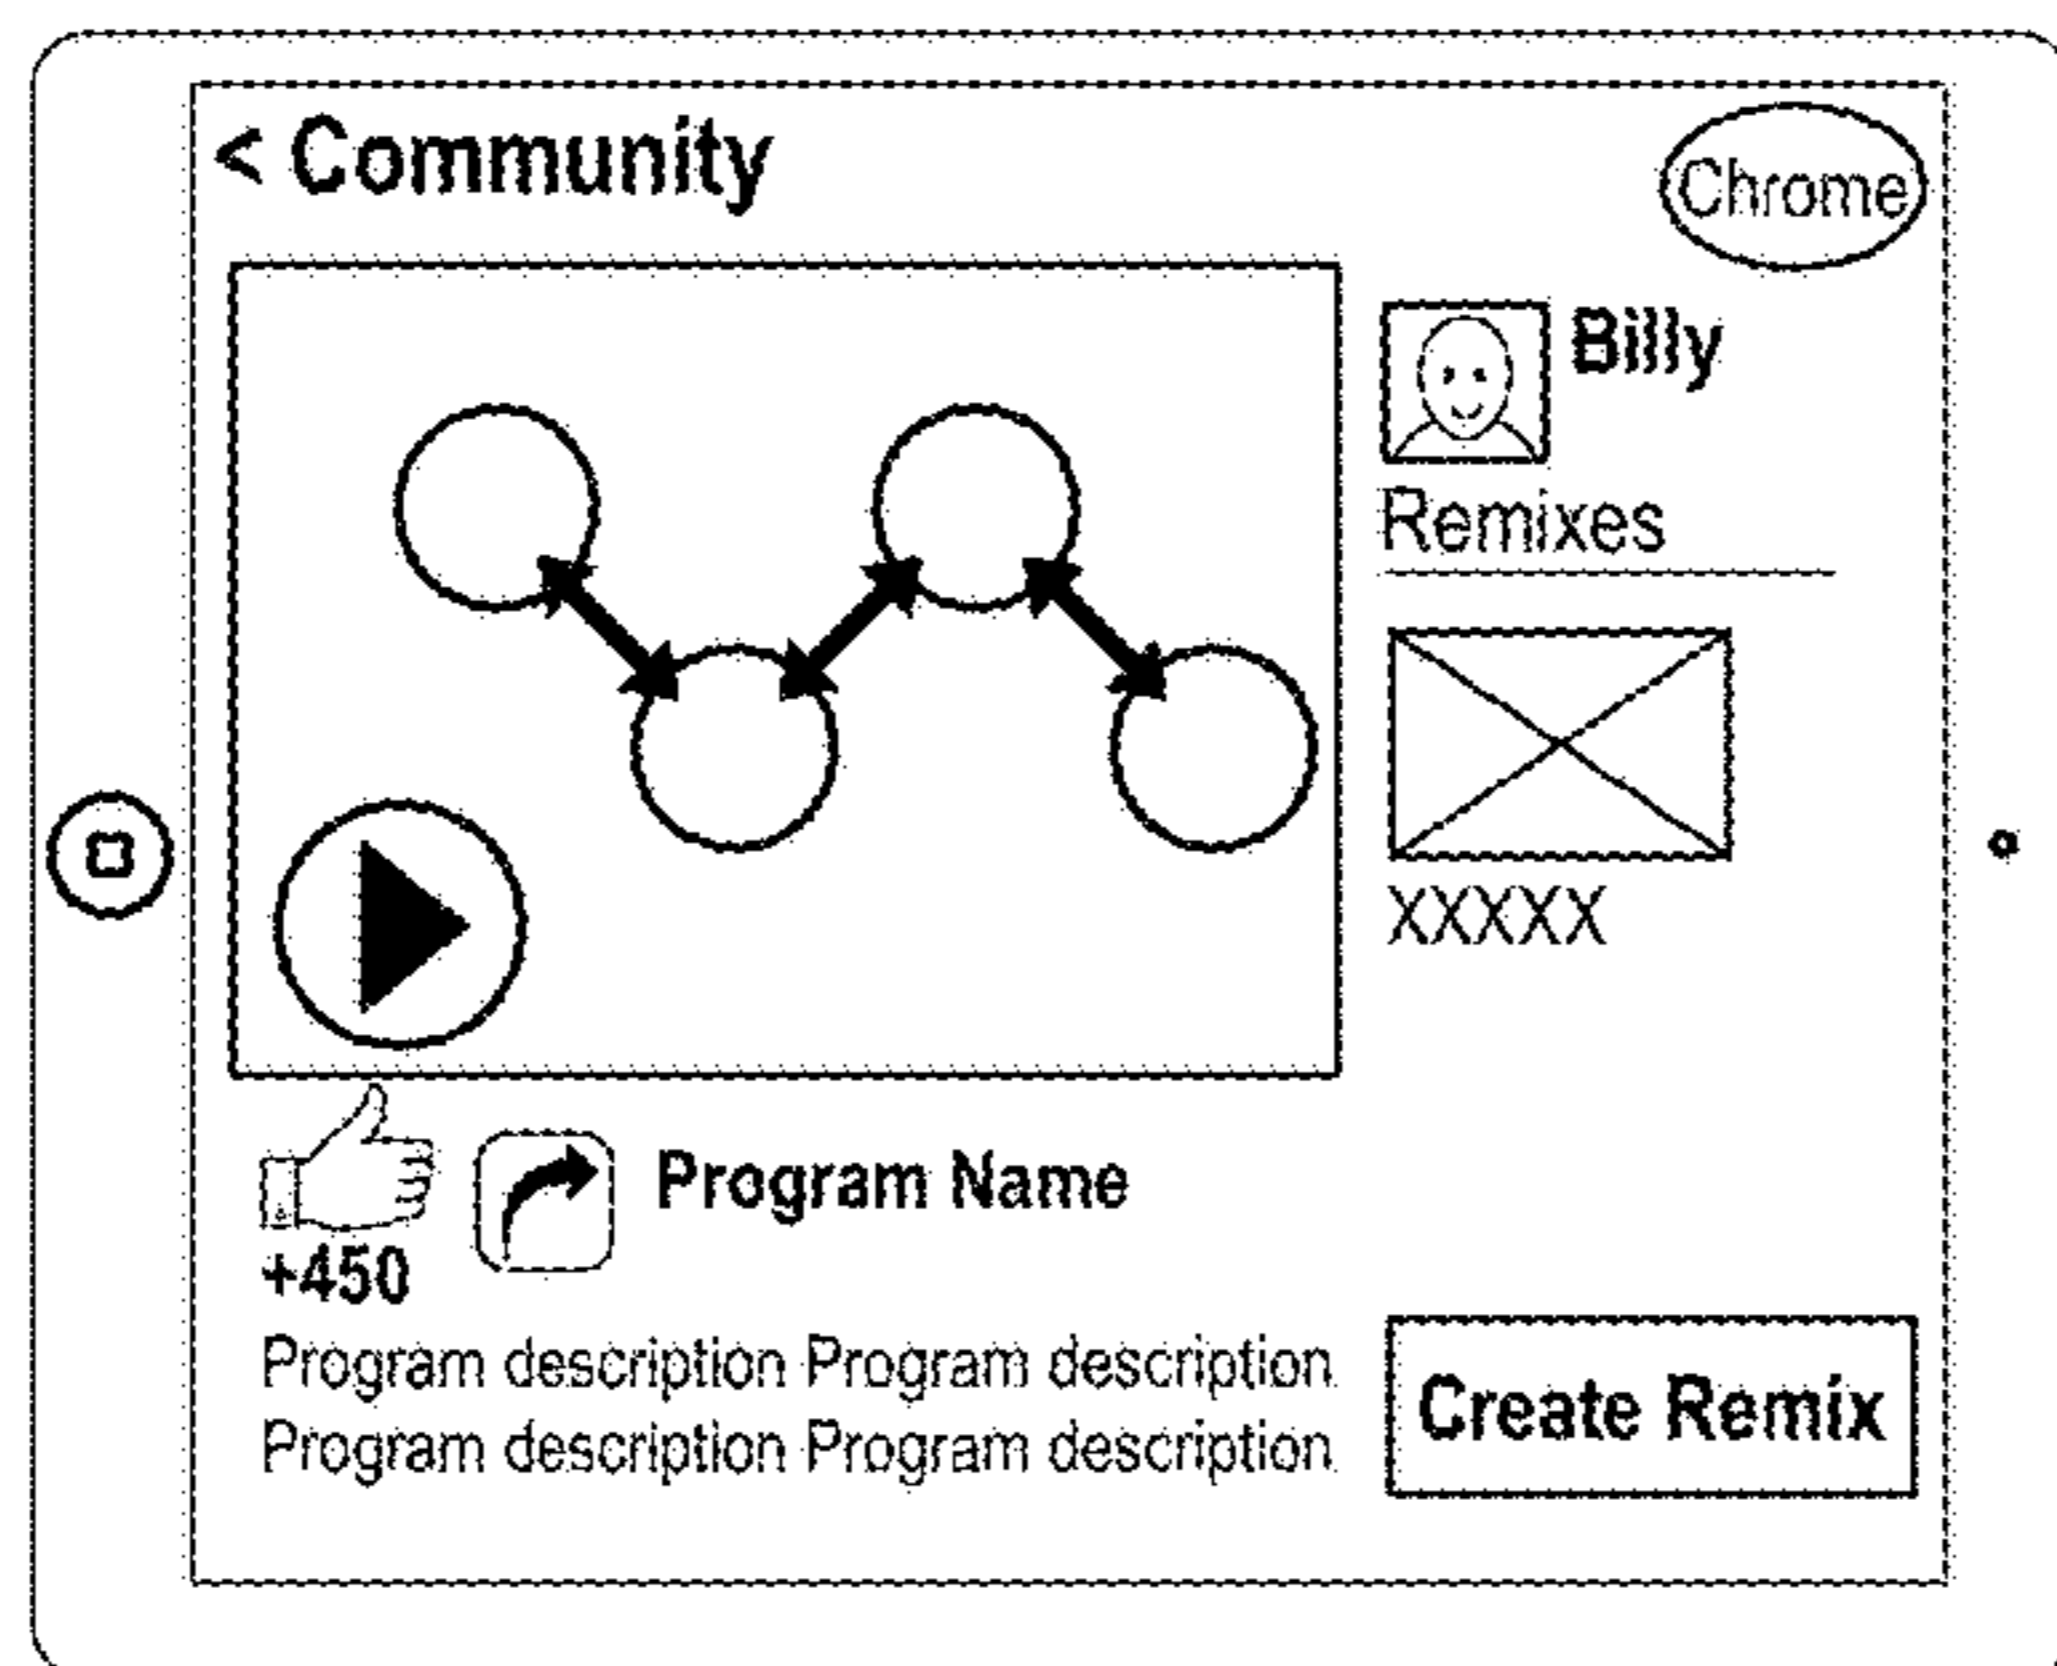 < Community
Chrome
Billy
Remixes
XXXXX
Program Name
+450
Program description Program description
Program description Program description
Create Remix